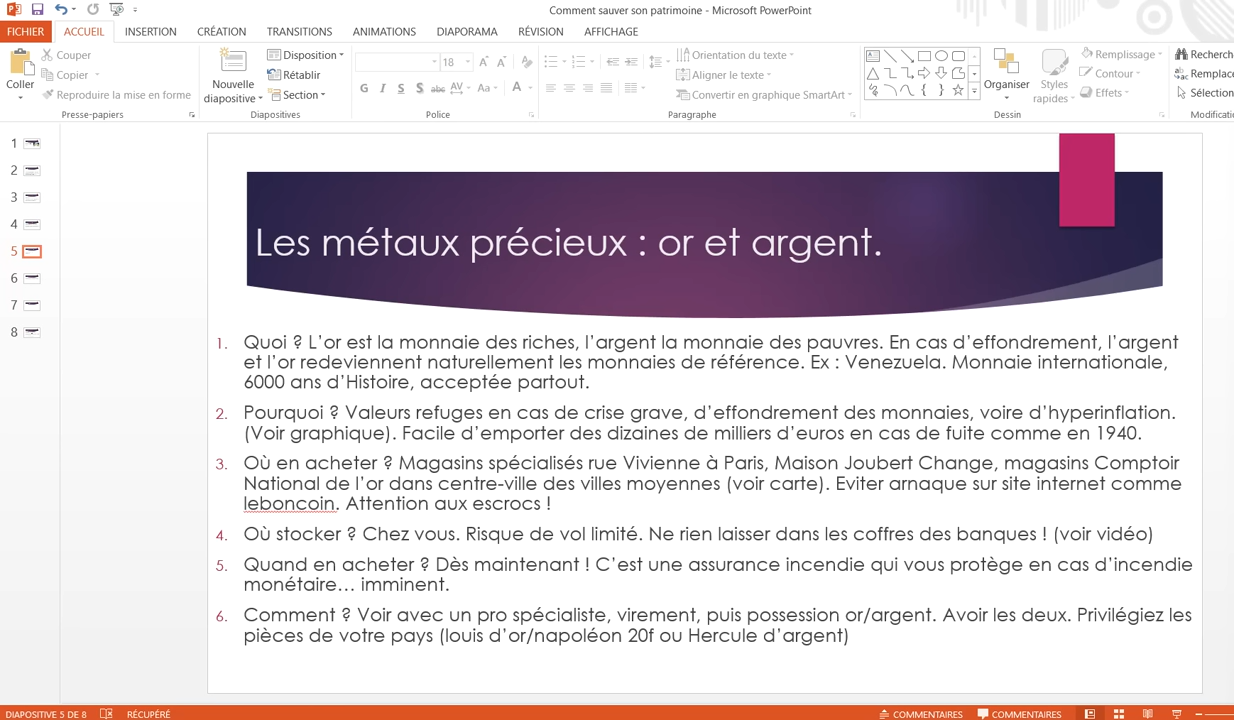 Comment sauver son patrimoine - Microsoft PowerPoint
FICHIER ACCUEIL INSERTION CRÉATION TRANSITIONS ANIMATIONS DIAPORAMA RÉVISION AFFICHAGE
Coller
Couper
Copier
Reproduire la mise en forme
Presse-papiers
Nouvelle
diapositive
Disposition
Rétablir
Section
Diapositives
18
G I S S abc AV Aa A
Police
Orientation du texte
Aligner le texte
Convertir en graphique SmartArt
Paragraphe
Organiser
Styles
rapides
Remplissage
Contour
Effets
Dessin
Recherch
Remplace
Sélection
Modificati
1
2
3
4
5
6
7
8
Les métaux précieux : or et argent.
1. Quoi ? L’or est la monnaie des riches, l’argent la monnaie des pauvres. En cas d’effondrement, l’argent
et l’or redeviennent naturellement les monnaies de référence. Ex : Venezuela. Monnaie internationale,
6000 ans d’Histoire, acceptée partout.
2. Pourquoi ? Valeurs refuges en cas de crise grave, d’effondrement des monnaies, voire d’hyperinflation.
(Voir graphique). Facile d’emporter des dizaines de milliers d’euros en cas de fuite comme en 1940.
3. Où en acheter ? Magasins spécialisés rue Vivienne à Paris, Maison Joubert Change, magasins Comptoir
National de l’or dans centre-ville des villes moyennes (voir carte). Eviter arnaque sur site internet comme
leboncoin. Attention aux escrocs !
4. Où stocker ? Chez vous. Risque de vol limité. Ne rien laisser dans les coffres des banques ! (voir vidéo)
5. Quand en acheter ? Dès maintenant ! C’est une assurance incendie qui vous protège en cas d’incendie
monétaire… imminent.
6. Comment ? Voir avec un pro spécialiste, virement, puis possession or/argent. Avoir les deux. Privilégiez les
pièces de votre pays (louis d’or/napoléon 20f ou Hercule d’argent)
DIAPOSITIVE 5 DE 8 RÉCUPÉRÉ COMMENTAIRES COMMENTAIRES